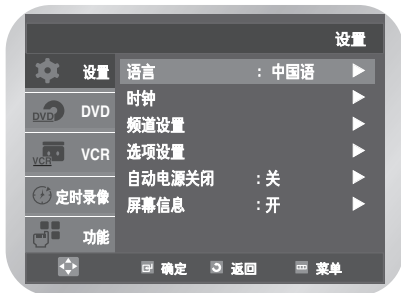 设置
设置
DVD DVD
VCR VCR
定时录像
功能
语言 : 中国语 ▶
时钟 ▶
频道设置 ▶
选项设置 ▶
自动电源关闭 : 关 ▶
屏幕信息 : 开 ▶
确定 返回 菜单